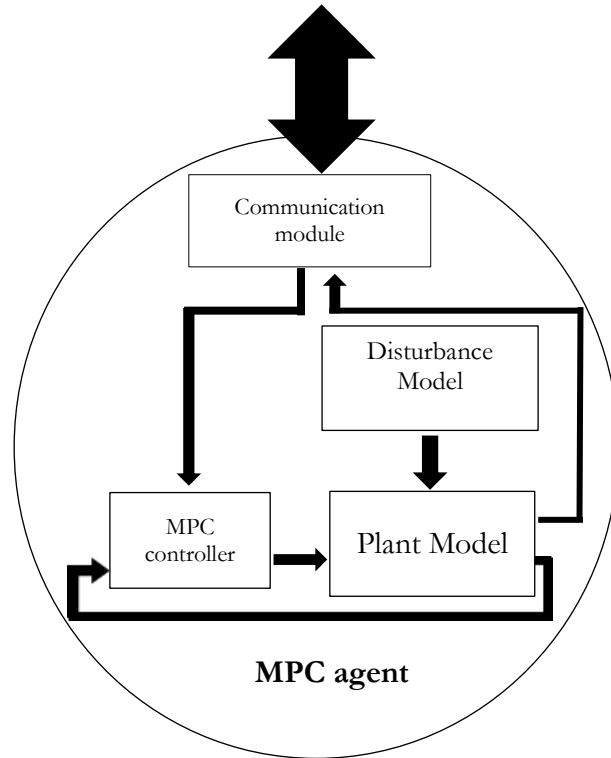 Communication
module
Disturbance
Model
MPC
controller
Plant Model
MPC agent